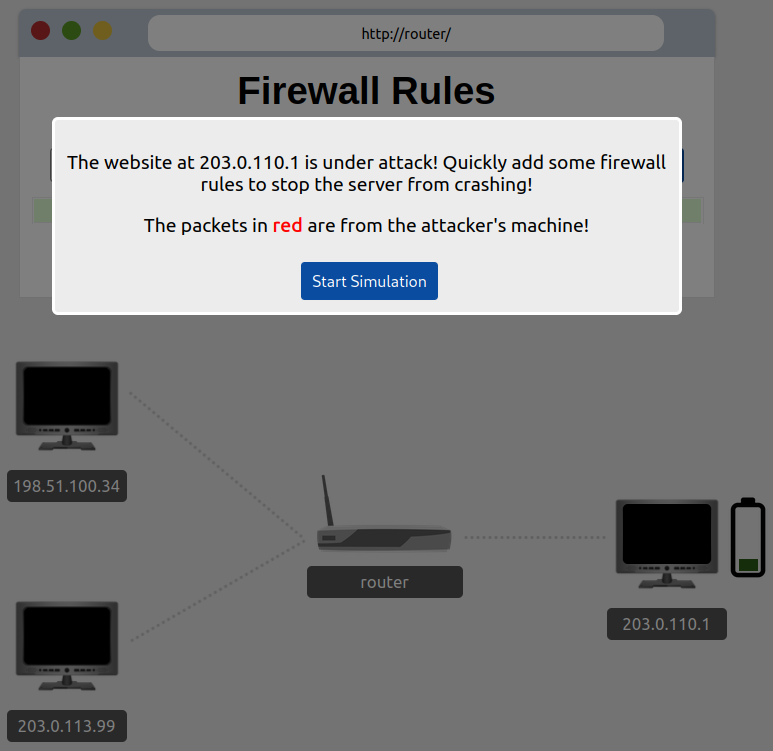 http://router/
Firewall Rules
The website at 203.0.110.1 is under attack! Quickly add some firewall
rules to stop the server from crashing!
The packets in red are from the attacker's machine!
Start Simulation
198.51.100.34
router
203.0.110.1
203.0.113.99